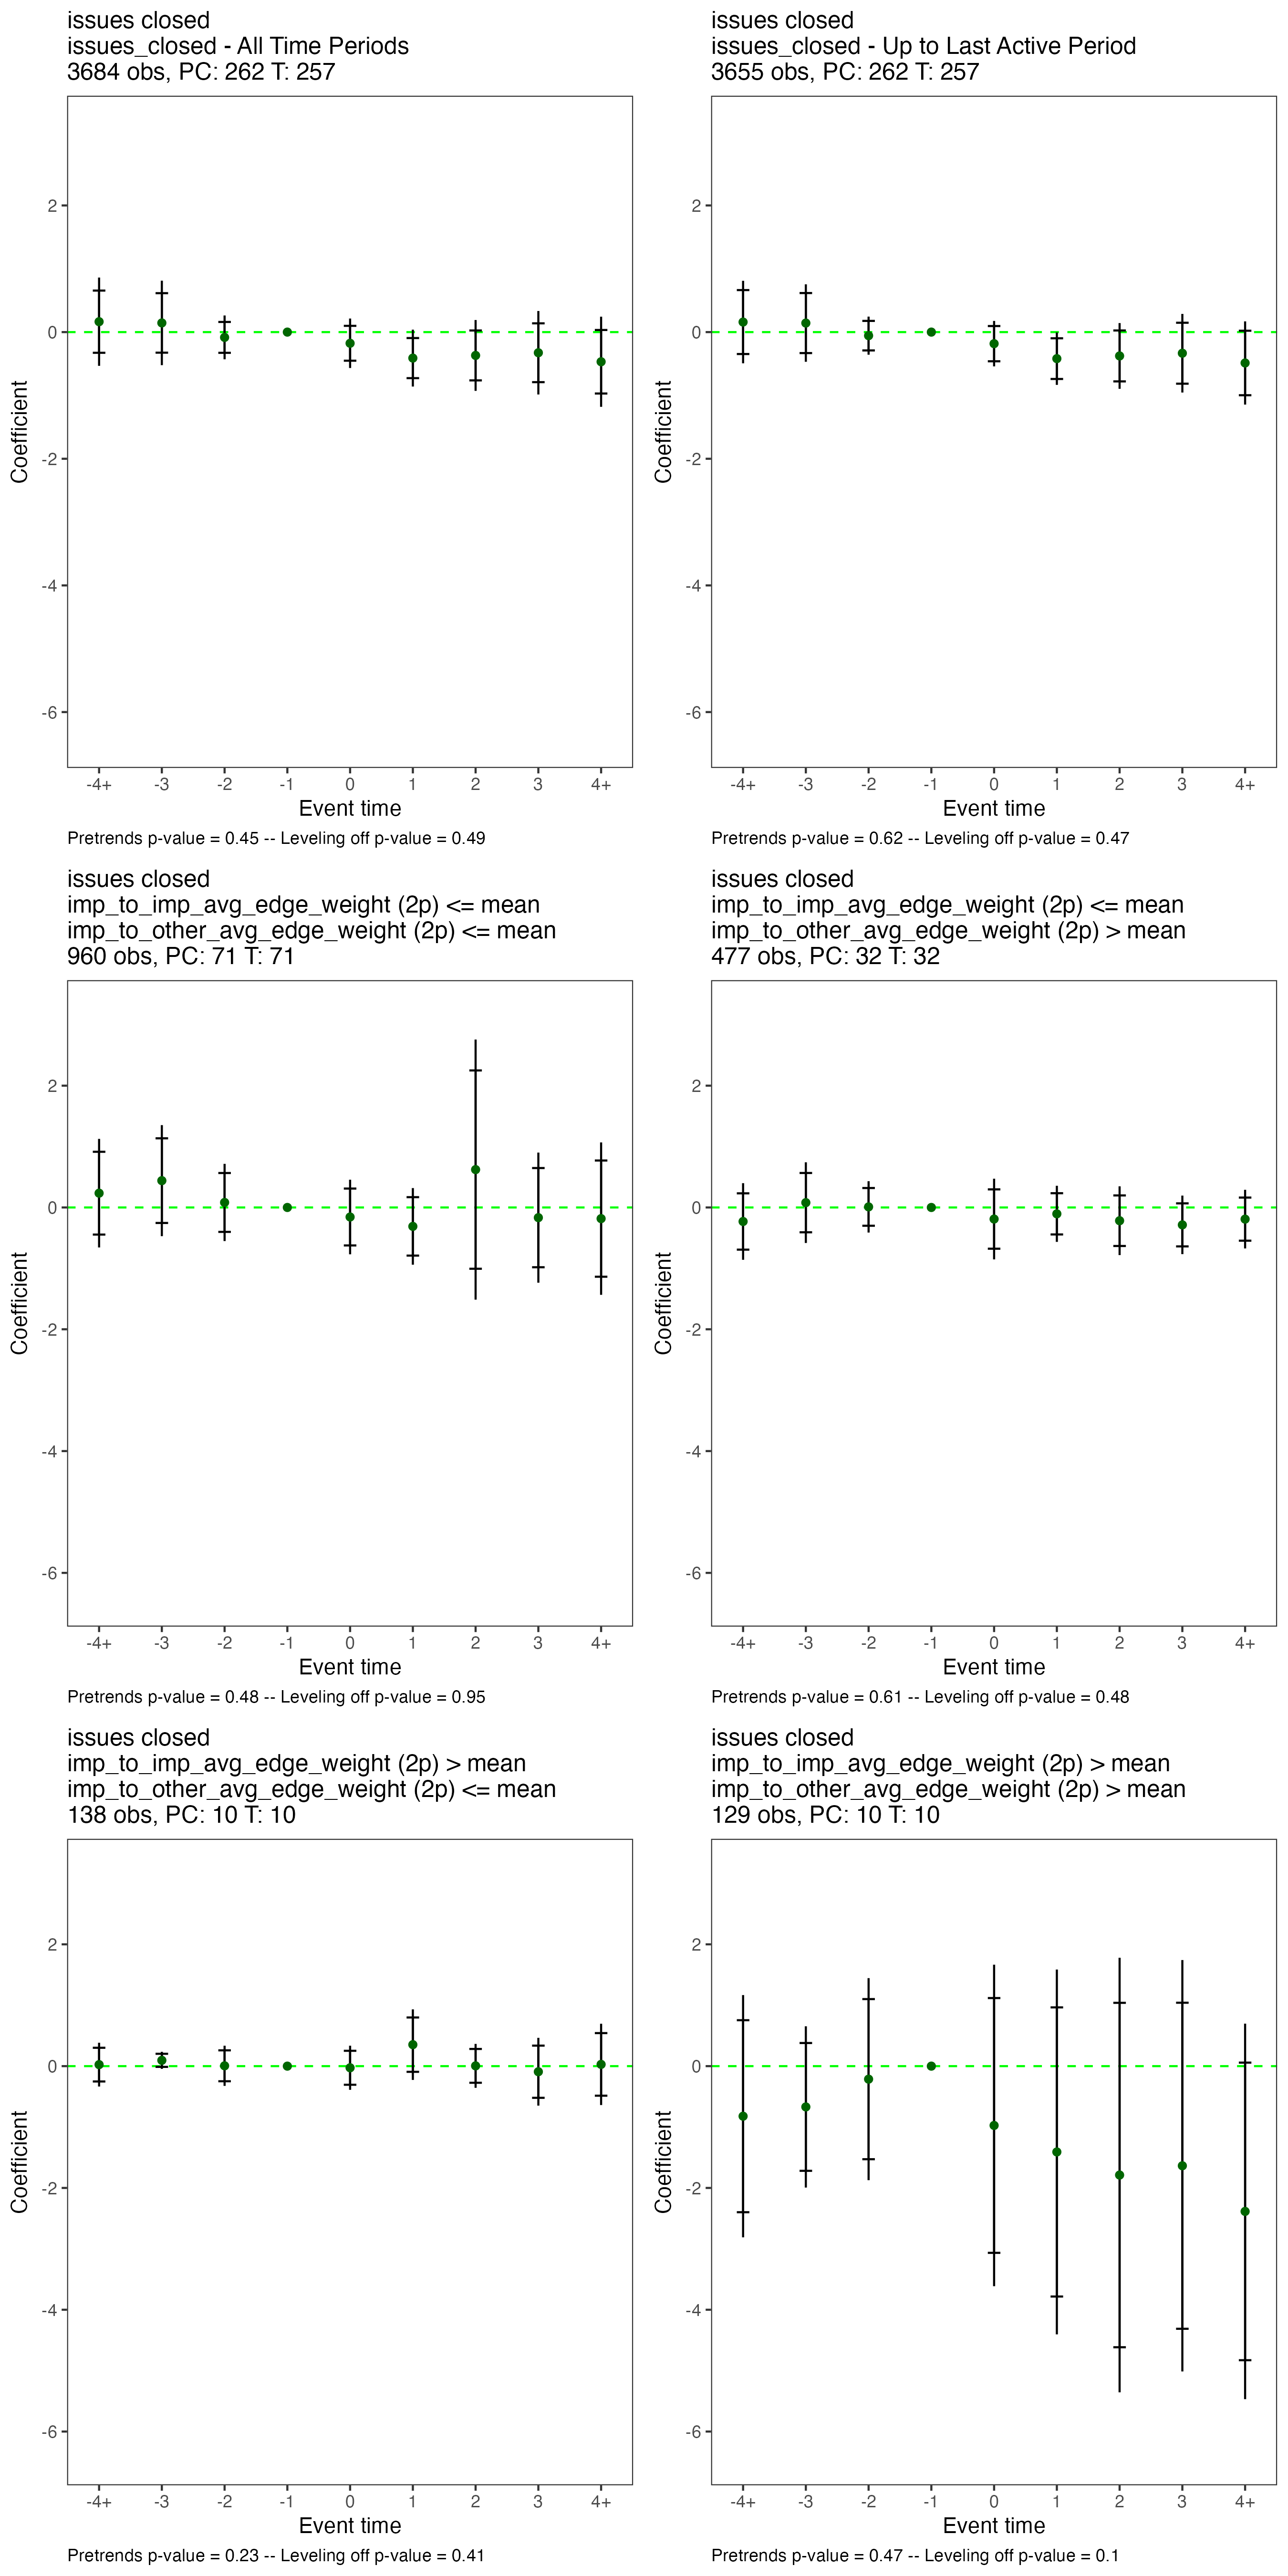 issues closed
issues_closed - All Time Periods
3684 obs, PC: 262 T: 257
Coefficient
2
0
-2
-4
-6
-4+ -3 -2 -1 0 1 2 3 4+
Event time
Pretrends p-value = 0.45 -- Leveling off p-value = 0.49
issues closed
issues_closed - Up to Last Active Period
3655 obs, PC: 262 T: 257
Coefficient
2
0
-2
-4
-6
-4+ -3 -2 -1 0 1 2 3 4+
Event time
Pretrends p-value = 0.62 -- Leveling off p-value = 0.47
issues closed
imp_to_imp_avg_edge_weight (2p) <= mean
imp_to_other_avg_edge_weight (2p) <= mean
960 obs, PC: 71 T: 71
Coefficient
2
0
-2
-4
-6
-4+ -3 -2 -1 0 1 2 3 4+
Event time
Pretrends p-value = 0.48 -- Leveling off p-value = 0.95
issues closed
imp_to_imp_avg_edge_weight (2p) <= mean
imp_to_other_avg_edge_weight (2p) > mean
477 obs, PC: 32 T: 32
Coefficient
2
0
-2
-4
-6
-4+ -3 -2 -1 0 1 2 3 4+
Event time
Pretrends p-value = 0.61 -- Leveling off p-value = 0.48
issues closed
imp_to_imp_avg_edge_weight (2p) > mean
imp_to_other_avg_edge_weight (2p) <= mean
138 obs, PC: 10 T: 10
Coefficient
2
0
-2
-4
-6
-4+ -3 -2 -1 0 1 2 3 4+
Event time
Pretrends p-value = 0.23 -- Leveling off p-value = 0.41
issues closed
imp_to_imp_avg_edge_weight (2p) > mean
imp_to_other_avg_edge_weight (2p) > mean
129 obs, PC: 10 T: 10
Coefficient
2
0
-2
-4
-6
-4+ -3 -2 -1 0 1 2 3 4+
Event time
Pretrends p-value = 0.47 -- Leveling off p-value = 0.1